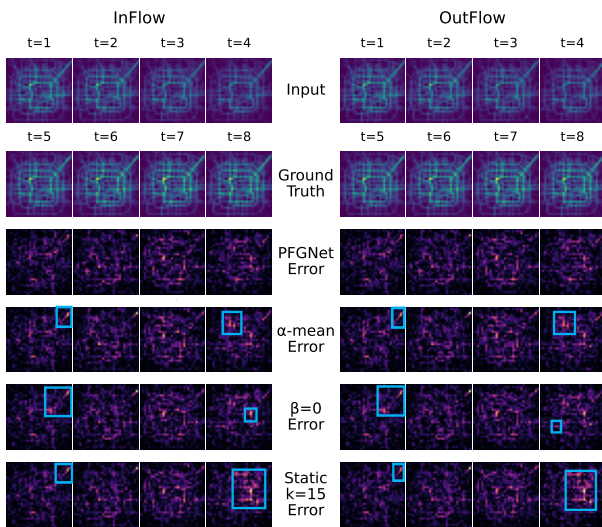 InFlow OutFlow
t=1 t=2 t=3 t=4 t=1 t=2 t=3 t=4
Input
t=5 t=6 t=7 t=8 t=5 t=6 t=7 t=8
Ground
Truth
PFGNet
Error
α-mean
Error
β=0
Error
Static
k=15
Error